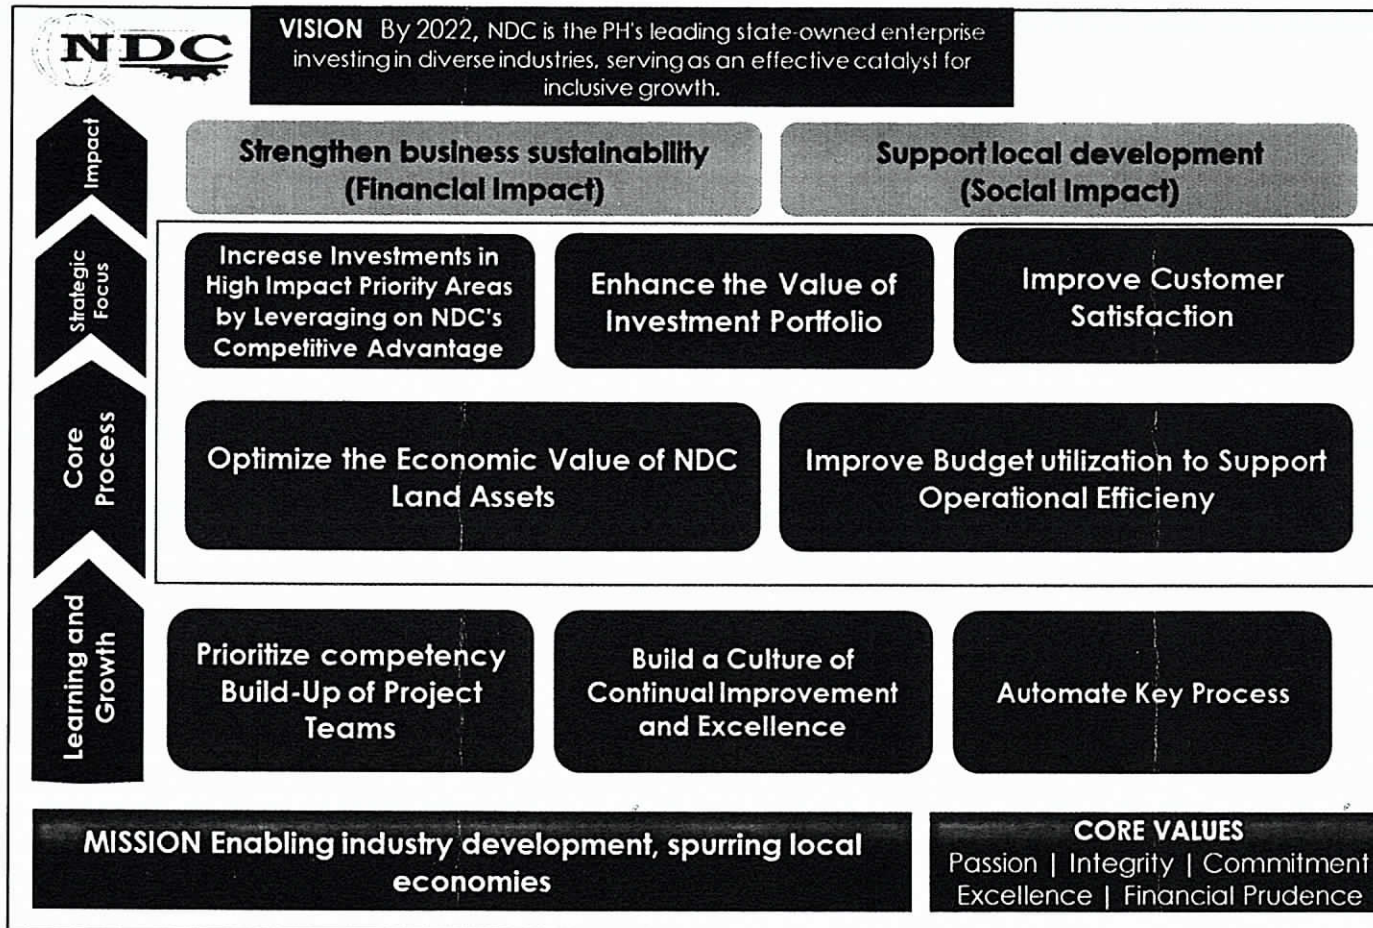 NDC
VISION By 2022, NDC is the PH's leading state-owned enterprise
investing in diverse industries, serving as an effective catalyst for
inclusive growth.
Impact
Strengthen business sustainability
(Financial Impact)
Support local development
(Social Impact)
Strategic
Focus
Increase Investments in
High Impact Priority Areas
by Leveraging on NDC's
Competitive Advantage
Enhance the Value of
Investment Portfolio
Improve Customer
Satisfaction
Core
Process
Optimize the Economic Value of NDC
Land Assets
Improve Budget utilization to Support
Operational Efficieny
Learning and
Growth
Prioritize competency
Build-Up of Project
Teams
Build a Culture of
Continual Improvement
and Excellence
Automate Key Process
MISSION Enabling industry development, spurring local
economies
CORE VALUES
Passion | Integrity | Commitment
Excellence | Financial Prudence